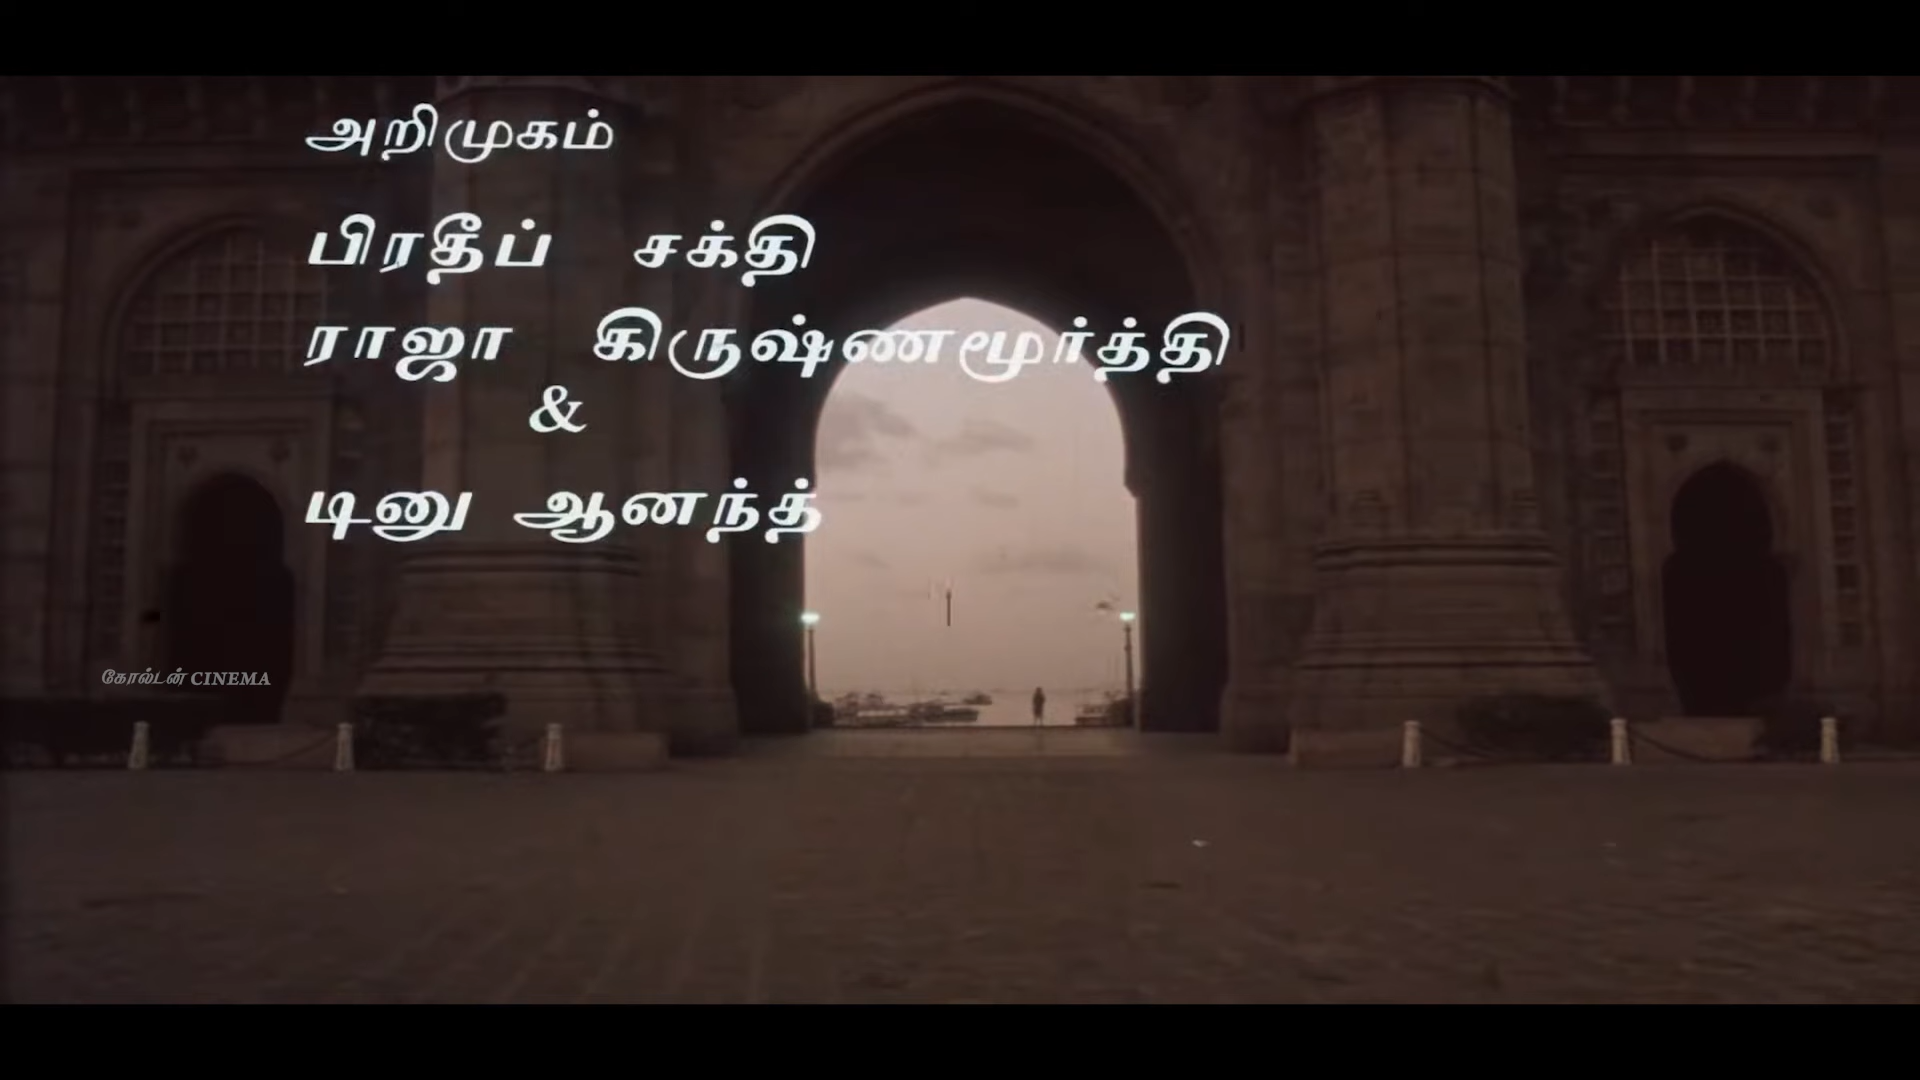 அறிமுகம்
பிரதீப் சக்தி
ராஜா கிருஷ்ணமூர்த்தி
&
டினு ஆனந்த்
கோல்டன் CINEMA